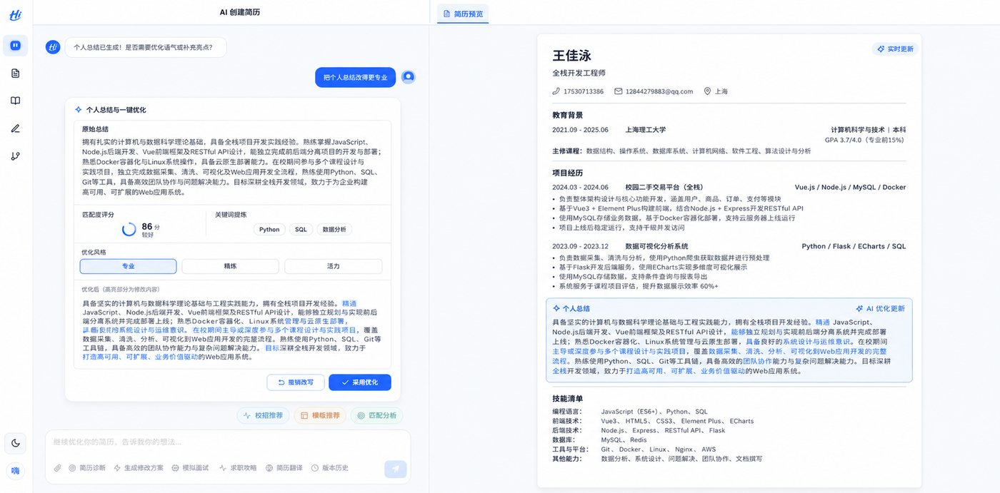 Hi
AI 创建简历
简历预览
Hi
个人总结已生成！是否需要优化语气或补充亮点？
把个人总结改得更专业
个人总结与一键优化
原始总结
拥有扎实的计算机与数据科学理论基础，具备全栈项目开发实践经验。熟练掌握JavaScript、
Node.js后端开发、Vue前端框架及RESTful API设计，能独立完成前后端分离项目的开发与部署；
熟悉Docker容器化与Linux系统操作，具备云原生部署能力。在校期间参与多个课程设计与
实践项目，独立完成数据采集、清洗、可视化及Web应用开发全流程，熟练使用Python、SQL、
Git等工具，具备高效团队协作与问题解决能力。目标深耕全栈开发领域，致力于为企业构建
高可用、可扩展的Web应用系统。
匹配度评分
86 分
较好
关键词提炼
Python
SQL
数据分析
优化风格
专业
精炼
活力
优化后（高亮部分为修改内容）
具备坚实的计算机与数据科学理论基础与工程实践能力，拥有全栈项目开发经验。精通
JavaScript、Node.js后端开发、Vue前端框架及RESTful API设计，能够独立规划与实现前后
端分离系统并完成部署上线；熟悉Docker容器化、Linux系统管理与云原生部署，
的系统设计与运维意识。在校期间主导或深度参与多个课程设计与实践项目，覆盖
数据采集、清洗、分析、可视化到Web应用开发的完整流程。熟练使用Python、SQL、Git等
工具，具备高效的团队协作能力与复杂问题解决能力。目标深耕全栈开发领域，致力于
打造高可用、可扩展、业务价值驱动的Web应用系统。
撤销改写
采用优化
校招推荐
模板推荐
匹配分析
继续优化你的简历，告诉我你的想法...
简历诊断
生成修改方案
模拟面试
求职攻略
简历翻译
版本历史
嗨
王佳泳
实时更新
全栈开发工程师
17530713386
12844279883@qq.com
上海
教育背景
2021.09 - 2025.06 上海理工大学 计算机科学与技术 | 本科
GPA 3.7/4.0（专业前15%）
主修课程：数据结构、操作系统、数据库系统、计算机网络、软件工程、算法设计与分析
项目经历
2024.03 - 2024.06 校园二手交易平台（全栈） Vue.js / Node.js / MySQL / Docker
• 负责整体架构设计与核心功能开发，涵盖用户、商品、订单、支付等模块
• 基于Vue3 + Element Plus构建前端，结合Node.js + Express开发RESTful API
• 使用MySQL存储业务数据，基于Docker容器化部署，支持云服务器上线运行
• 项目上线后稳定运行，支持千级并发访问
2023.09 - 2023.12 数据可视化分析系统 Python / Flask / ECharts / SQL
• 负责数据采集、清洗与分析，使用Python爬虫获取数据并进行预处理
• 基于Flask开发后端服务，使用ECharts实现多维度可视化展示
• 使用MySQL存储数据，支持条件查询与报表导出
• 系统服务于课程项目评估，提升数据展示效率 60%+
个人总结
AI 优化更新
具备坚实的计算机与数据科学理论基础与工程实践能力，拥有全栈项目开发经验。精通 JavaScript、
Node.js后端开发、Vue前端框架及RESTful API设计，能够独立规划与实现前后端分离系统并完成部署
上线；熟悉Docker容器化、Linux系统管理与云原生部署，具备良好的系统设计与运维意识。在校期间
主导或深度参与多个课程设计与实践项目，覆盖数据采集、清洗、分析、可视化到Web应用开发的完整
流程。熟练使用Python、SQL、Git等工具链，具备高效的团队协作能力与复杂问题解决能力。目标深耕
全栈开发领域，致力于打造高可用、可扩展、业务价值驱动的Web应用系统。
技能清单
编程语言： JavaScript（ES6+）、Python、SQL
前端技术： Vue3、 HTML5、 CSS3、 Element Plus、 ECharts
后端技术： Node.js、 Express、 RESTful API、 Flask
数据库： MySQL、 Redis
工具与平台： Git、 Docker、 Linux、 Nginx、 AWS
其他能力： 数据分析、系统设计、问题解决、团队协作、文档撰写